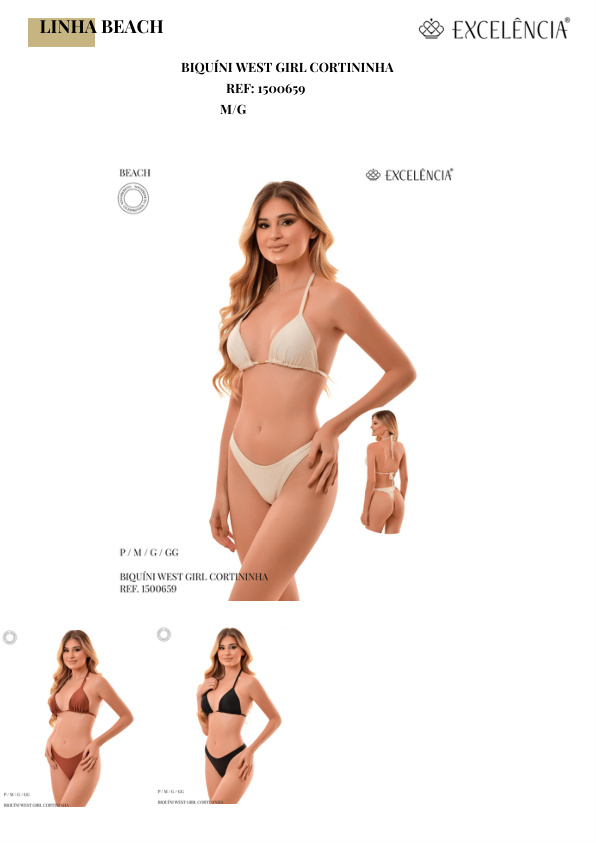 LINHA BEACH
EXCELÊNCIA®
BIQUÍNI WEST GIRL CORTININHA
REF: 1500659
M/G
BEACH
EXCELÊNCIA®
P / M / G / GG
BIQUÍNI WEST GIRL CORTININHA
REF. 1500659
P / M / G / GG
BIQUÍNI WEST GIRL CORTININHA
P / M / G / GG
BIQUÍNI WEST GIRL CORTININHA